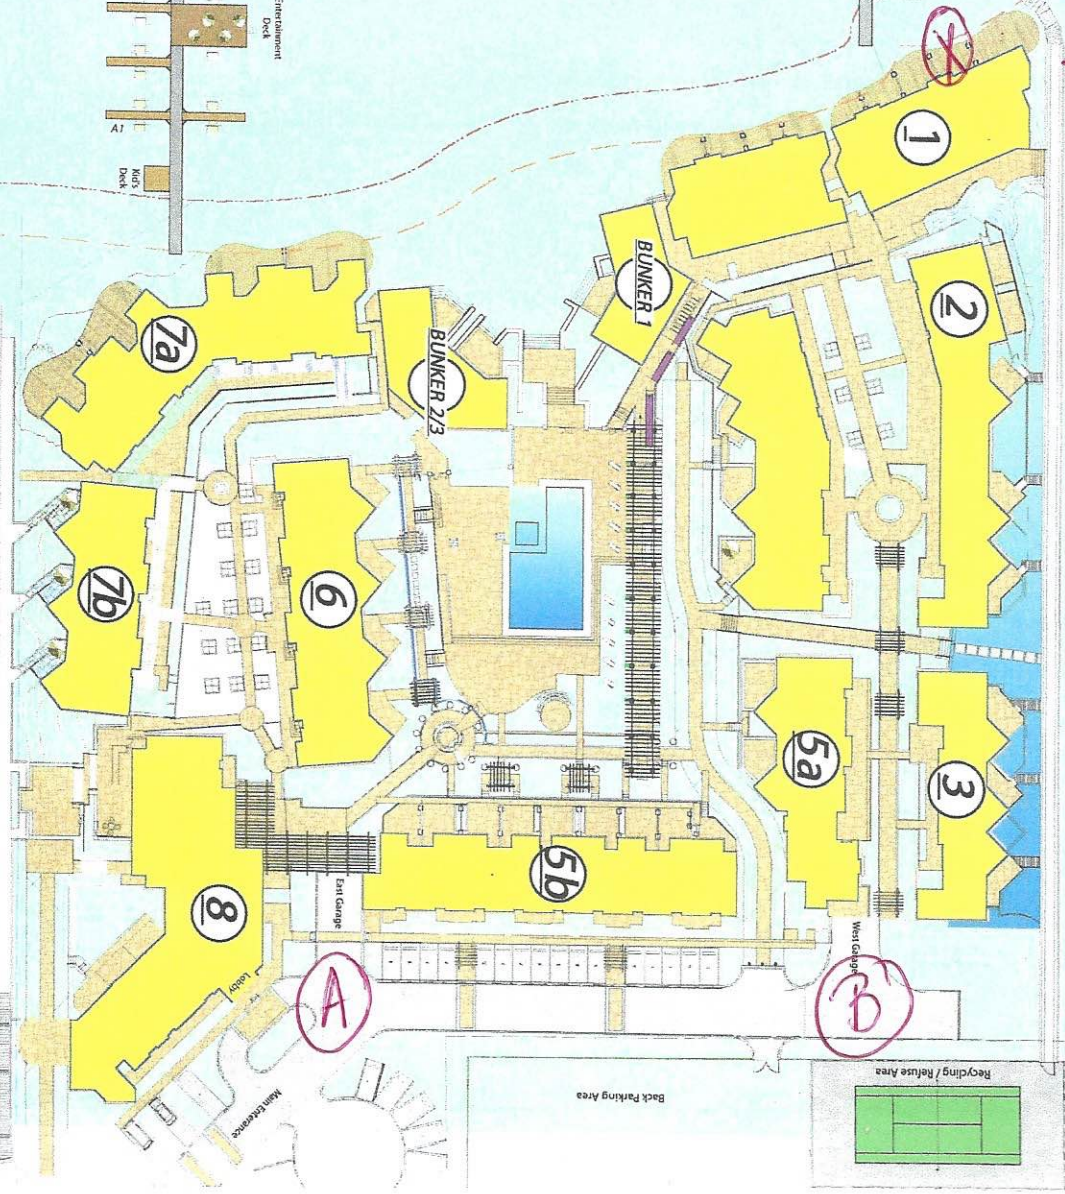 Entertainment
Deck
A1
Kid's
Deck
X
1
2
BUNKER 1
7a
BUNKER 2/3
7b
6
5a
3
5b
8
East Garage
West Garage
Lobby
A
B
Main Entrance
Back Parking Area
Recycling / Refuse Area